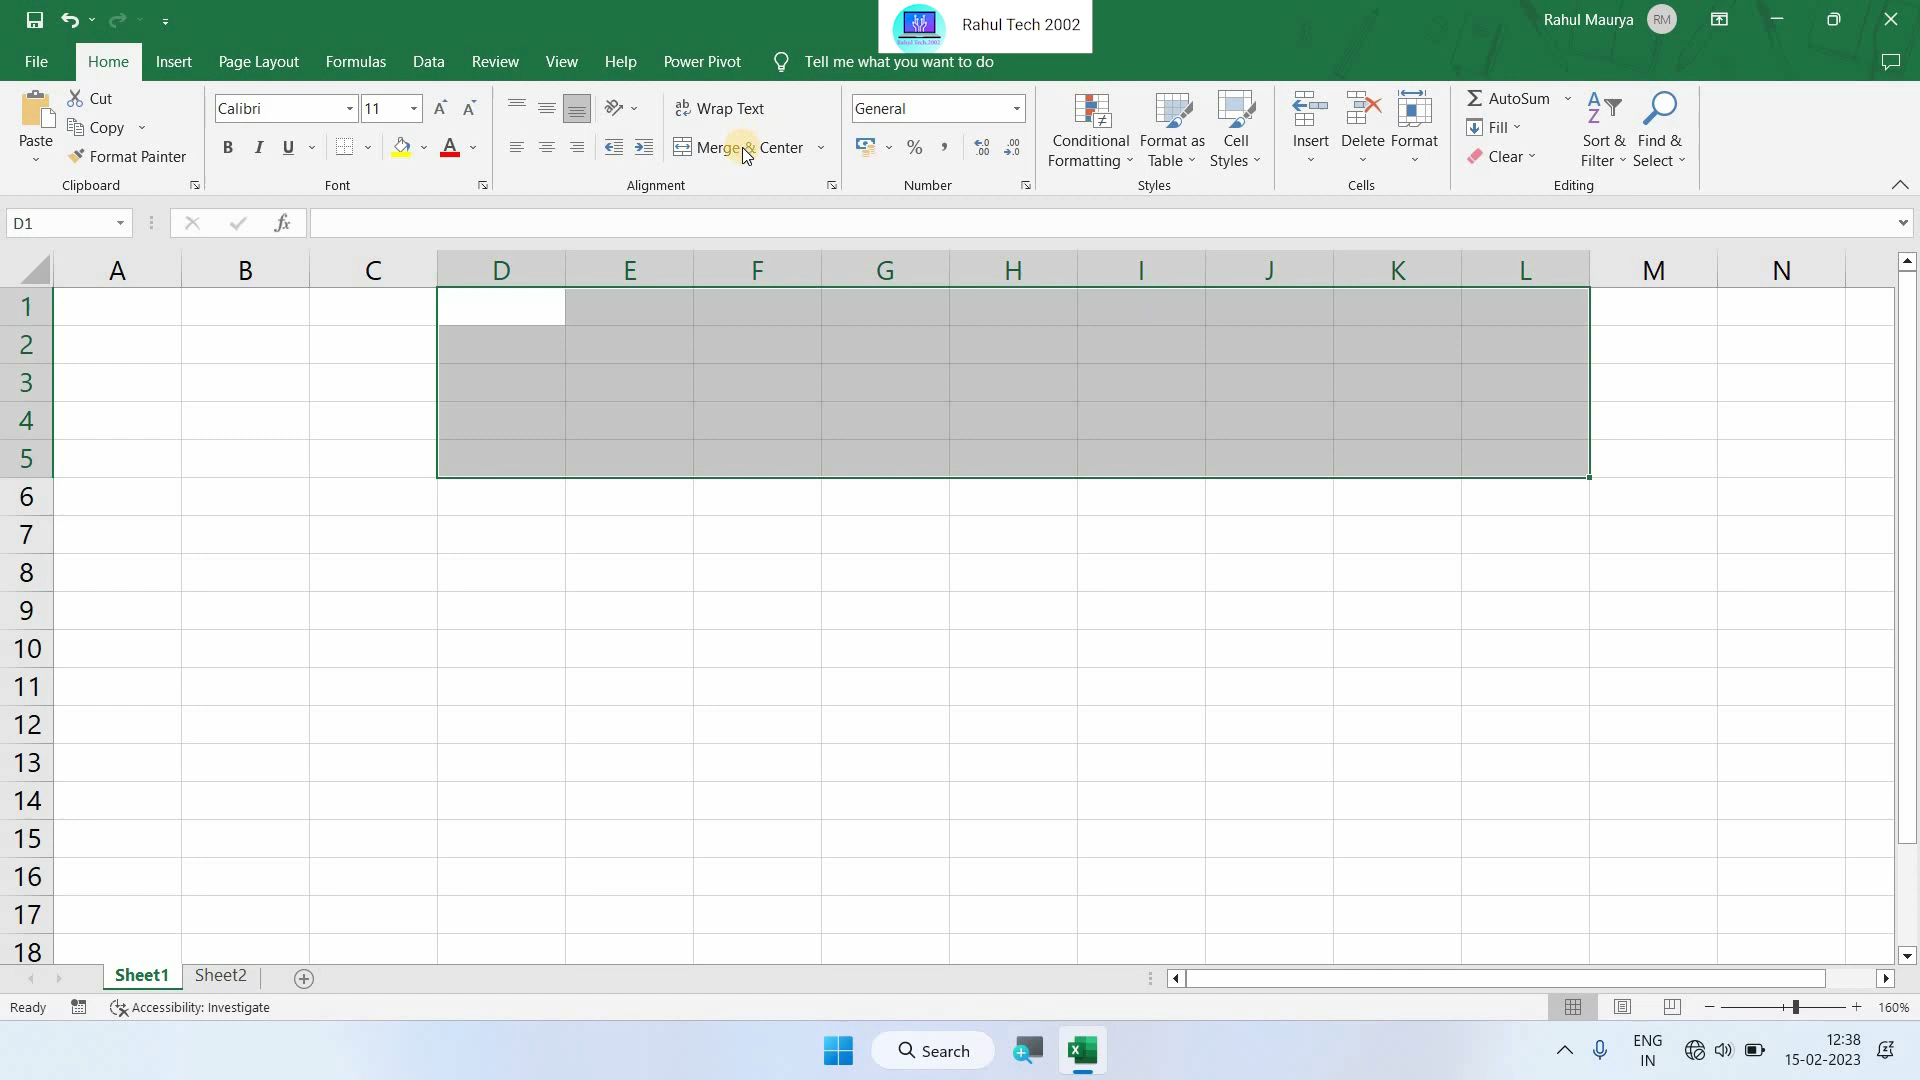 Rahul Tech 2002
Rahul Maurya RM
File Home Insert Page Layout Formulas Data Review View Help Power Pivot Tell me what you want to do
Paste
Cut
Copy
Format Painter
Clipboard
Calibri 11
B I U A
Font
ab Wrap Text
Merge & Center
Alignment
General
% ,
Number
Conditional Formatting
Format as Table
Cell Styles
Styles
Insert Delete Format
Cells
AutoSum
Fill
Clear
Sort & Filter
Find & Select
Editing
D1 fx
A B C D E F G H I J K L M N
1
2
3
4
5
6
7
8
9
10
11
12
13
14
15
16
17
18
Sheet1 Sheet2
Ready Accessibility: Investigate 160%
Search
ENG
IN
12:38
15-02-2023